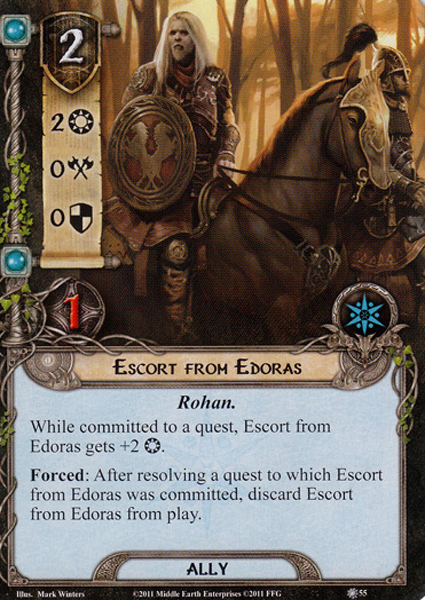 2
2
0
0
1
Escort from Edoras
Rohan.
While committed to a quest, Escort from
Edoras gets +2 .
Forced: After resolving a quest to which Escort
from Edoras was committed, discard Escort
from Edoras from play.
ALLY
Illus. Mark Winters ©2011 Middle Earth Enterprises ©2011 FFG 55